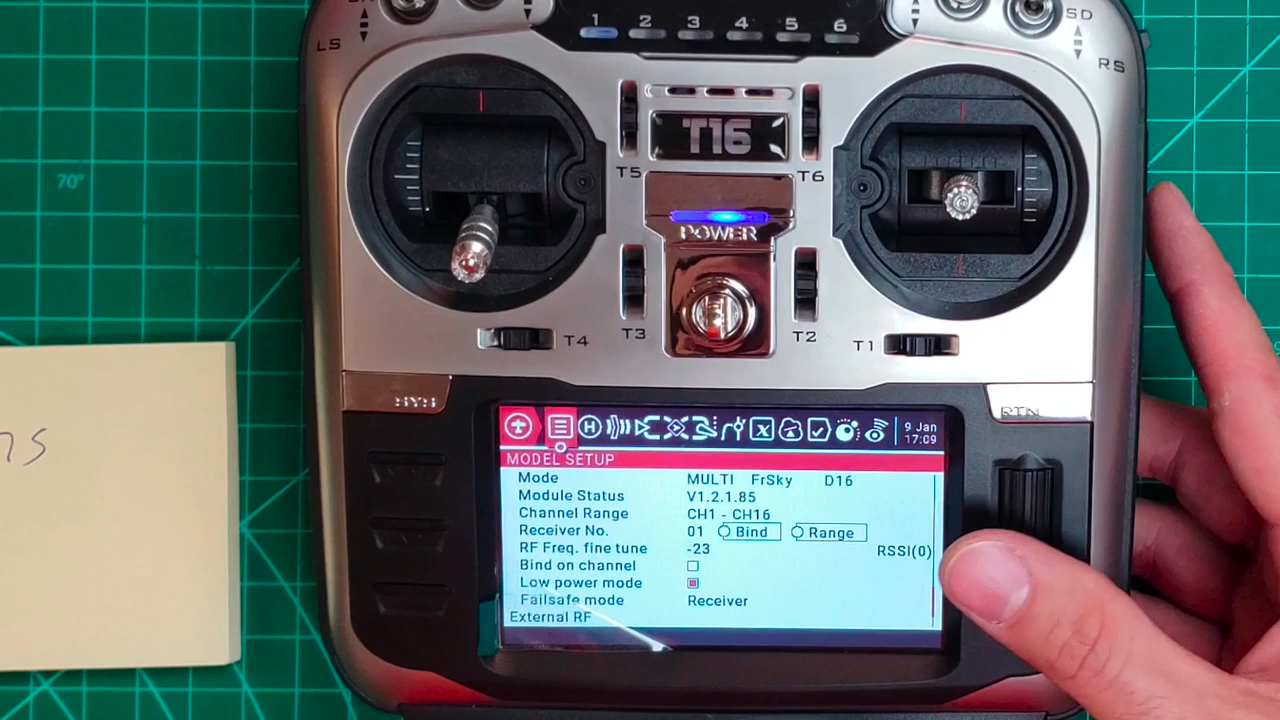 1 2 3 4 5 6
SD
LS
RS
T16
70°
T5
T6
POWER
T3
T2
T4
T1
SYS
RTN
9 Jan
17:09
MODEL SETUP
Mode MULTI FrSky D16
Module Status V1.2.1.85
Channel Range CH1 - CH16
Receiver No. 01 Bind Range
RF Freq. fine tune -23 RSSI(0)
Bind on channel
Low power mode
Failsafe mode Receiver
External RF